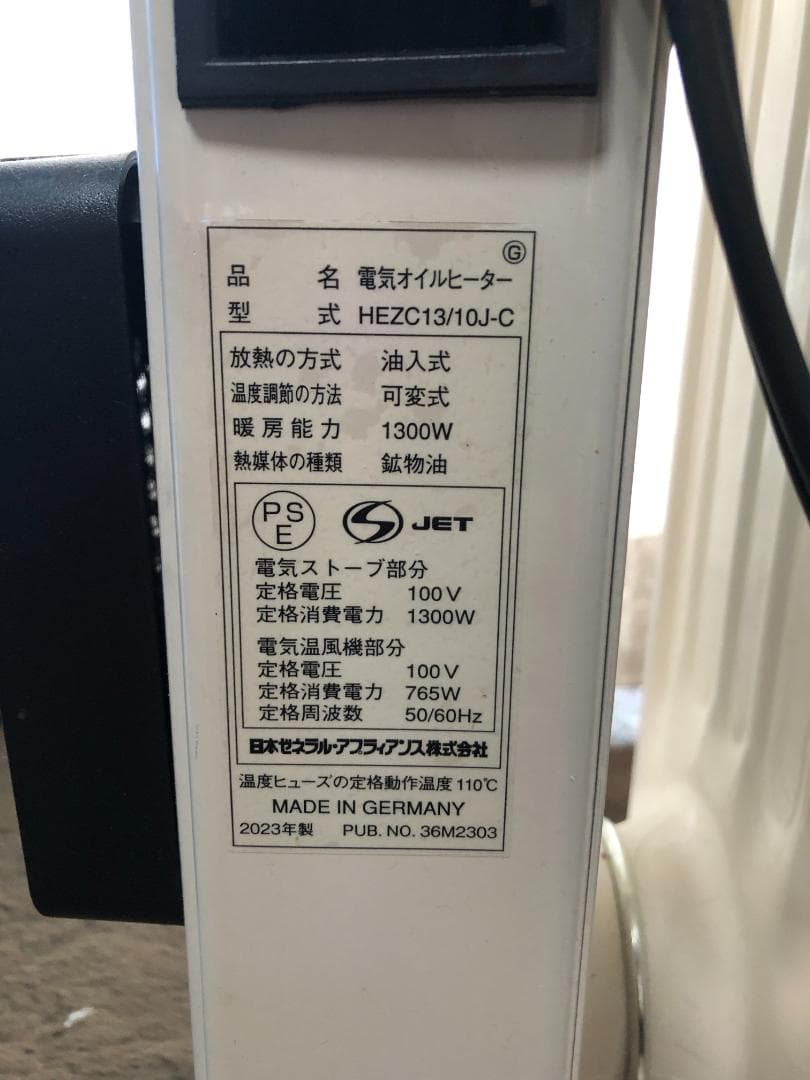 Ⓖ
品 名 電気オイルヒーター
型 式 HEZC13/10J-C
放熱の方式 油入式
温度調節の方法 可変式
暖房能力 1300W
熱媒体の種類 鉱物油
PS
E
S JET
電気ストーブ部分
定格電圧 100V
定格消費電力 1300W
電気温風機部分
定格電圧 100V
定格消費電力 765W
定格周波数 50/60Hz
日本ゼネラル・アプライアンス株式会社
温度ヒューズの定格動作温度 110℃
MADE IN GERMANY
2023年製 PUB. NO. 36M2303